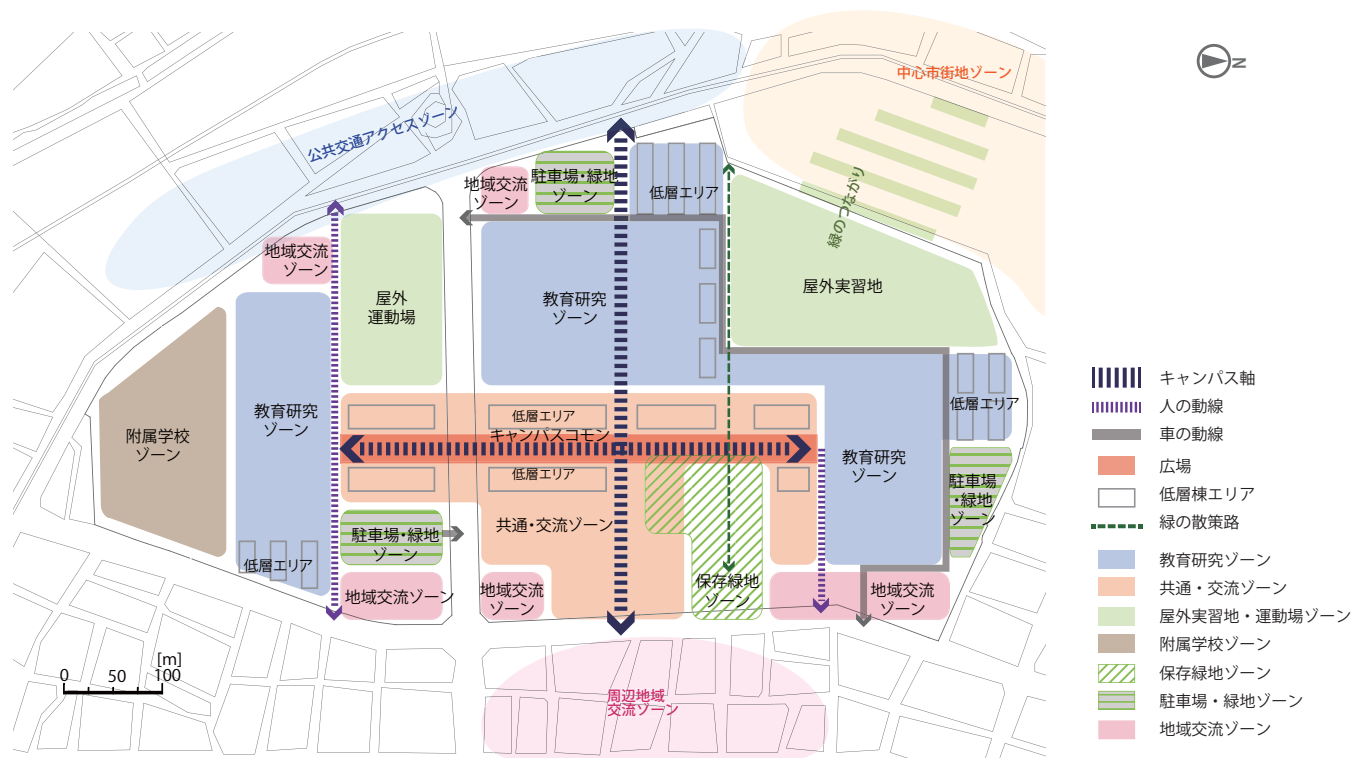 中心市街地ゾーン
N
公共交通アクセスゾーン
緑のつながり
地域交流
ゾーン
駐車場・緑地
ゾーン
低層エリア
地域交流
ゾーン
屋外
運動場
教育研究
ゾーン
屋外実習地
附属学校
ゾーン
教育研究
ゾーン
低層エリア
キャンパスコモン
低層エリア
低層エリア
教育研究
ゾーン
駐車場
・緑地
ゾーン
共通・交流ゾーン
駐車場・緑地
ゾーン
低層エリア
地域交流ゾーン
地域交流
ゾーン
保存緑地
ゾーン
地域交流
ゾーン
周辺地域
交流ゾーン
[m]
0 50 100
キャンパス軸
人の動線
車の動線
広場
低層棟エリア
緑の散策路
教育研究ゾーン
共通・交流ゾーン
屋外実習地・運動場ゾーン
附属学校ゾーン
保存緑地ゾーン
駐車場・緑地ゾーン
地域交流ゾーン